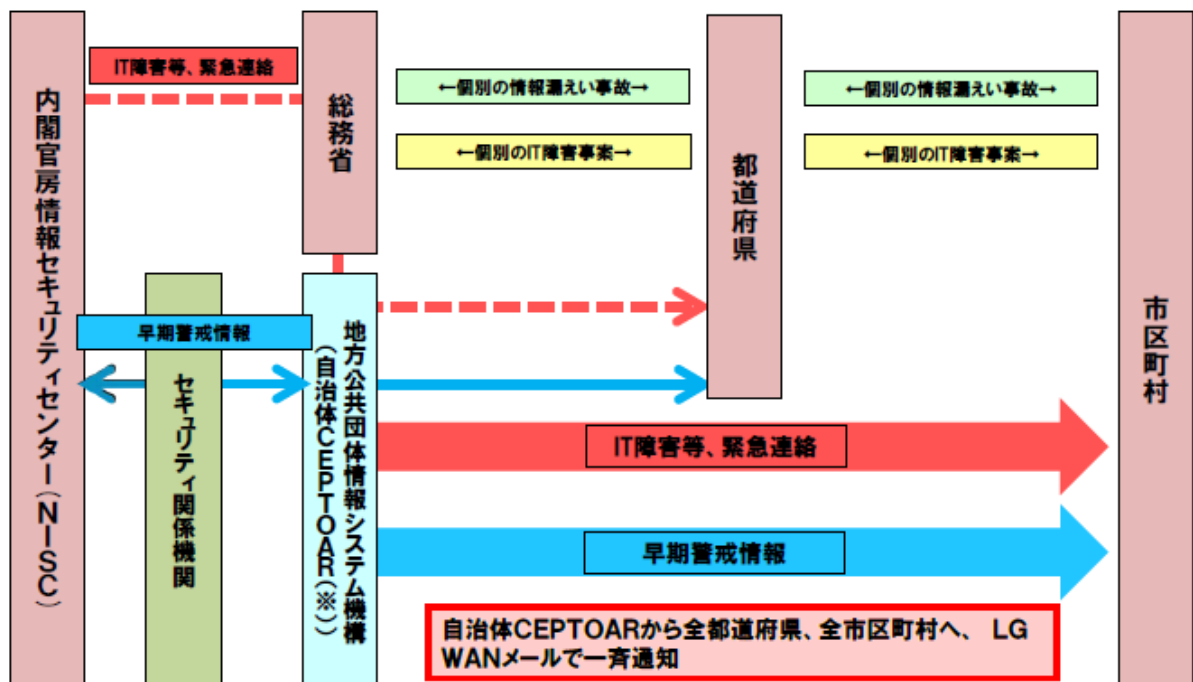 内閣官房情報セキュリティセンター（NISC）
IT障害等、緊急連絡
総務省
←個別の情報漏えい事故→
←個別のIT障害事案→
都道府県
←個別の情報漏えい事故→
←個別のIT障害事案→
市区町村
早期警戒情報
セキュリティ関係機関
地方公共団体情報システム機構
（自治体CEPTOAR（※））
IT障害等、緊急連絡
早期警戒情報
自治体CEPTOARから全都道府県、全市区町村へ、 LG
WANメールで一斉通知